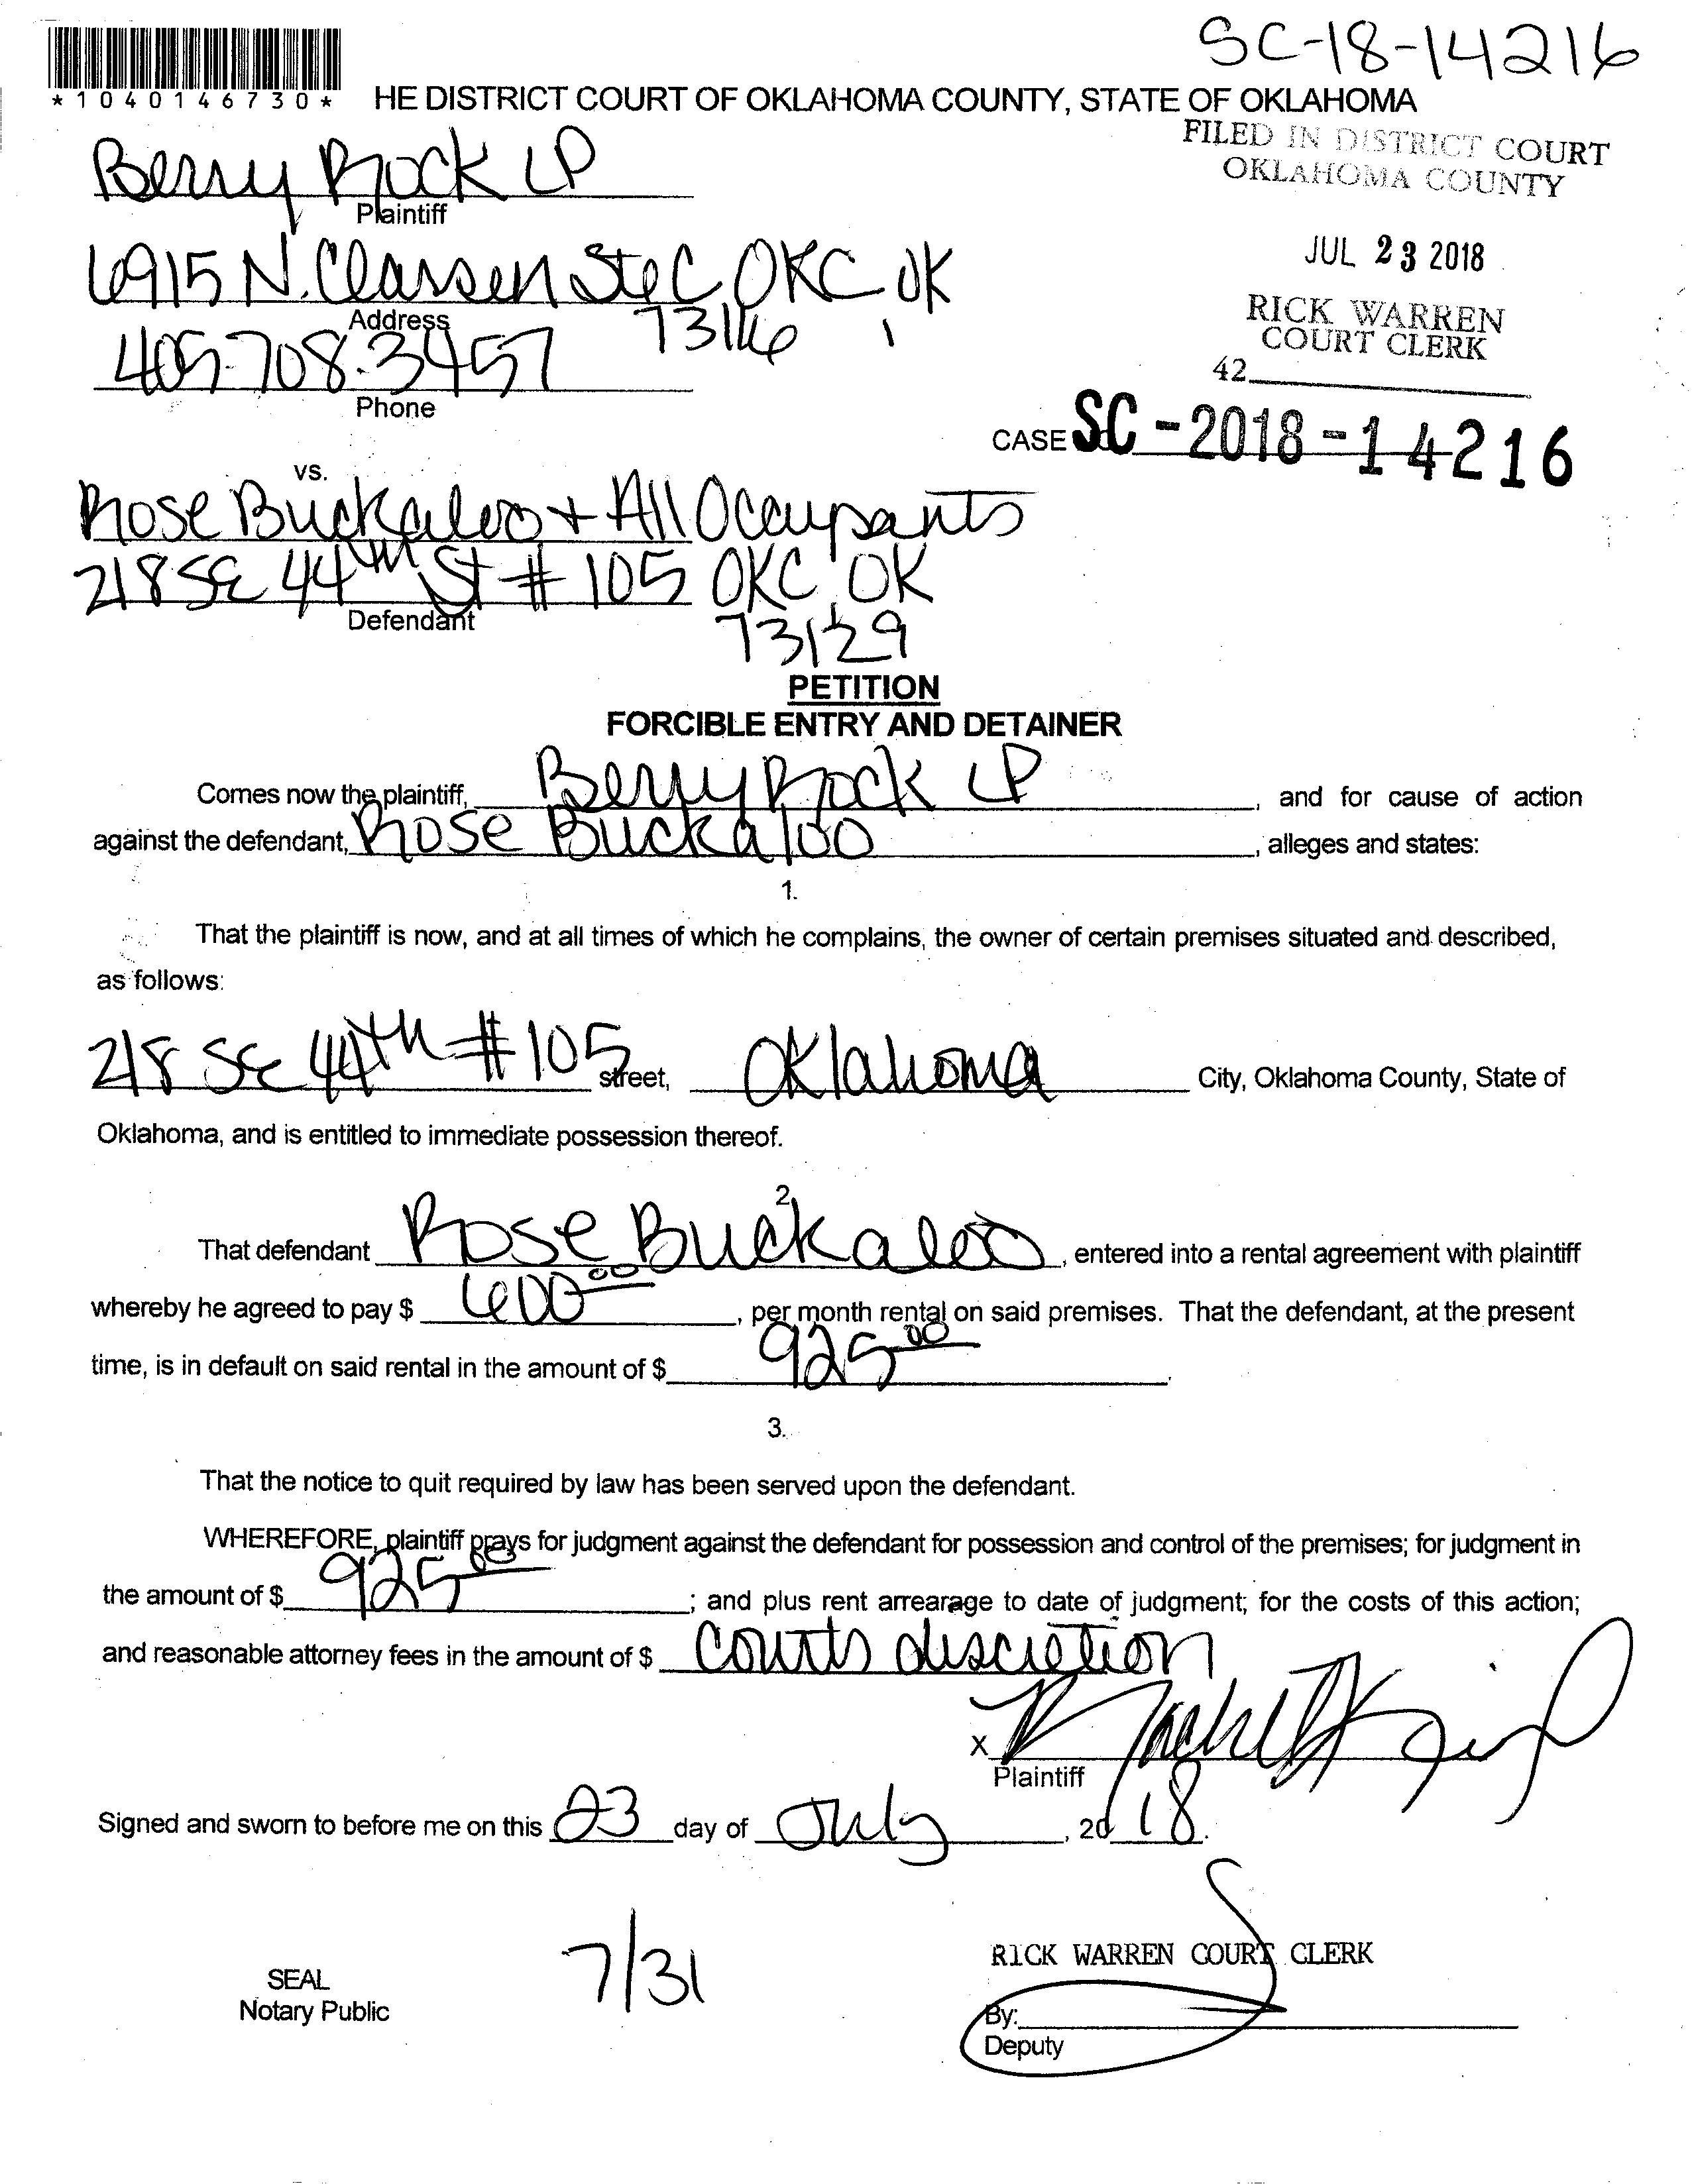 SC-18-14216
*1040146730*
HE DISTRICT COURT OF OKLAHOMA COUNTY, STATE OF OKLAHOMA
FILED IN DISTRICT COURT
OKLAHOMA COUNTY
Berry Rock LP
Plaintiff
JUL 23 2018
6915 N. Classen Ste C, OKC, OK
73116
Address
RICK WARREN
COURT CLERK
42
405-708-3457
Phone
CASE SC-2018-14216
vs.
Rose Buckaloo + All Occupants
218 SE 44th St #105 OKC, OK
73129
Defendant
PETITION
FORCIBLE ENTRY AND DETAINER
Comes now the plaintiff, Berry Rock LP, and for cause of action
against the defendant, Rose Buckaloo, alleges and states:
1.
That the plaintiff is now, and at all times of which he complains, the owner of certain premises situated and described,
as follows:
218 SE 44th #105 street, Oklahoma City, Oklahoma County, State of
Oklahoma, and is entitled to immediate possession thereof.
2.
That defendant Rose Buckaloo, entered into a rental agreement with plaintiff
whereby he agreed to pay $ 600.00, per month rental on said premises. That the defendant, at the present
time, is in default on said rental in the amount of $ 925.00.
3.
That the notice to quit required by law has been served upon the defendant.
WHEREFORE, plaintiff prays for judgment against the defendant for possession and control of the premises; for judgment in
the amount of $ 925.00; and plus rent arrearage to date of judgment; for the costs of this action;
and reasonable attorney fees in the amount of $ courts discretion
X
Plaintiff
Signed and sworn to before me on this 23 day of July, 2018.
7/31
RICK WARREN COURT CLERK
SEAL
Notary Public
By:
Deputy